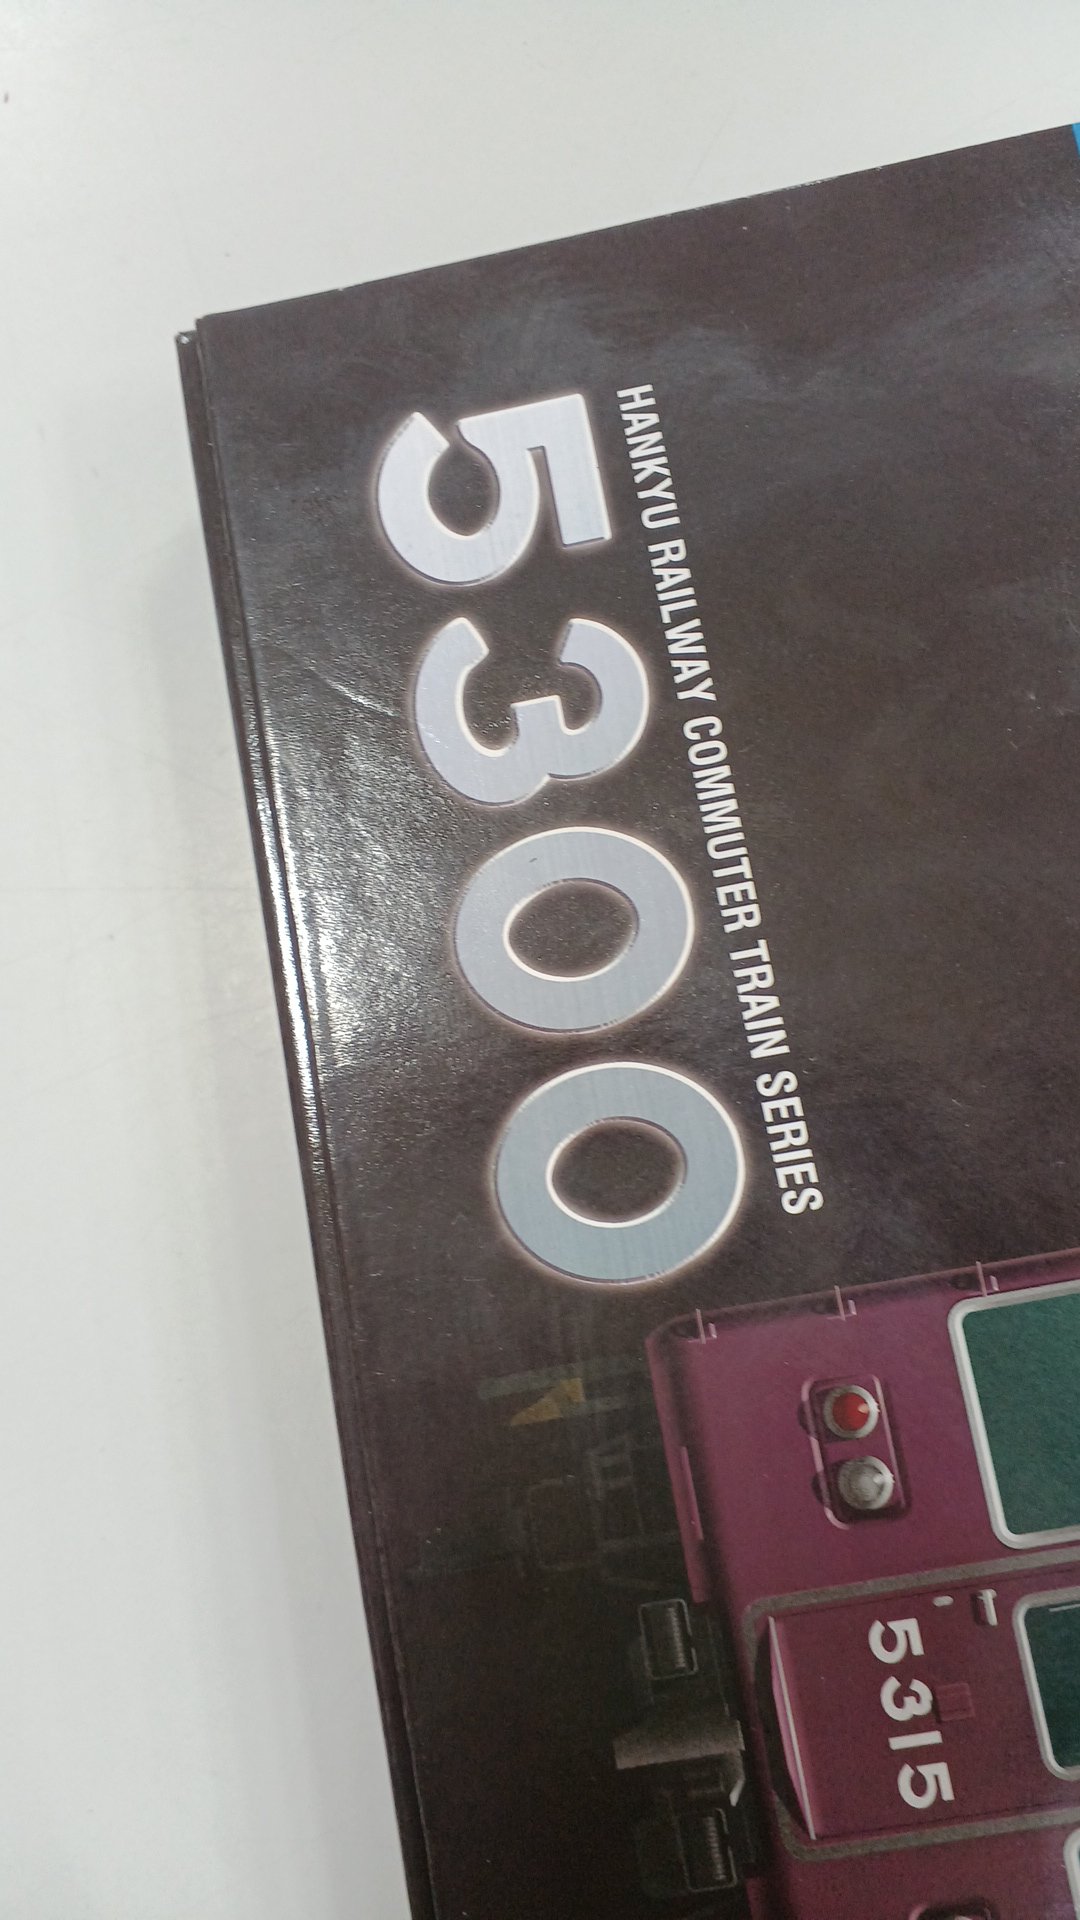 HANKYU RAILWAY COMMUTER TRAIN SERIES
5300
5315